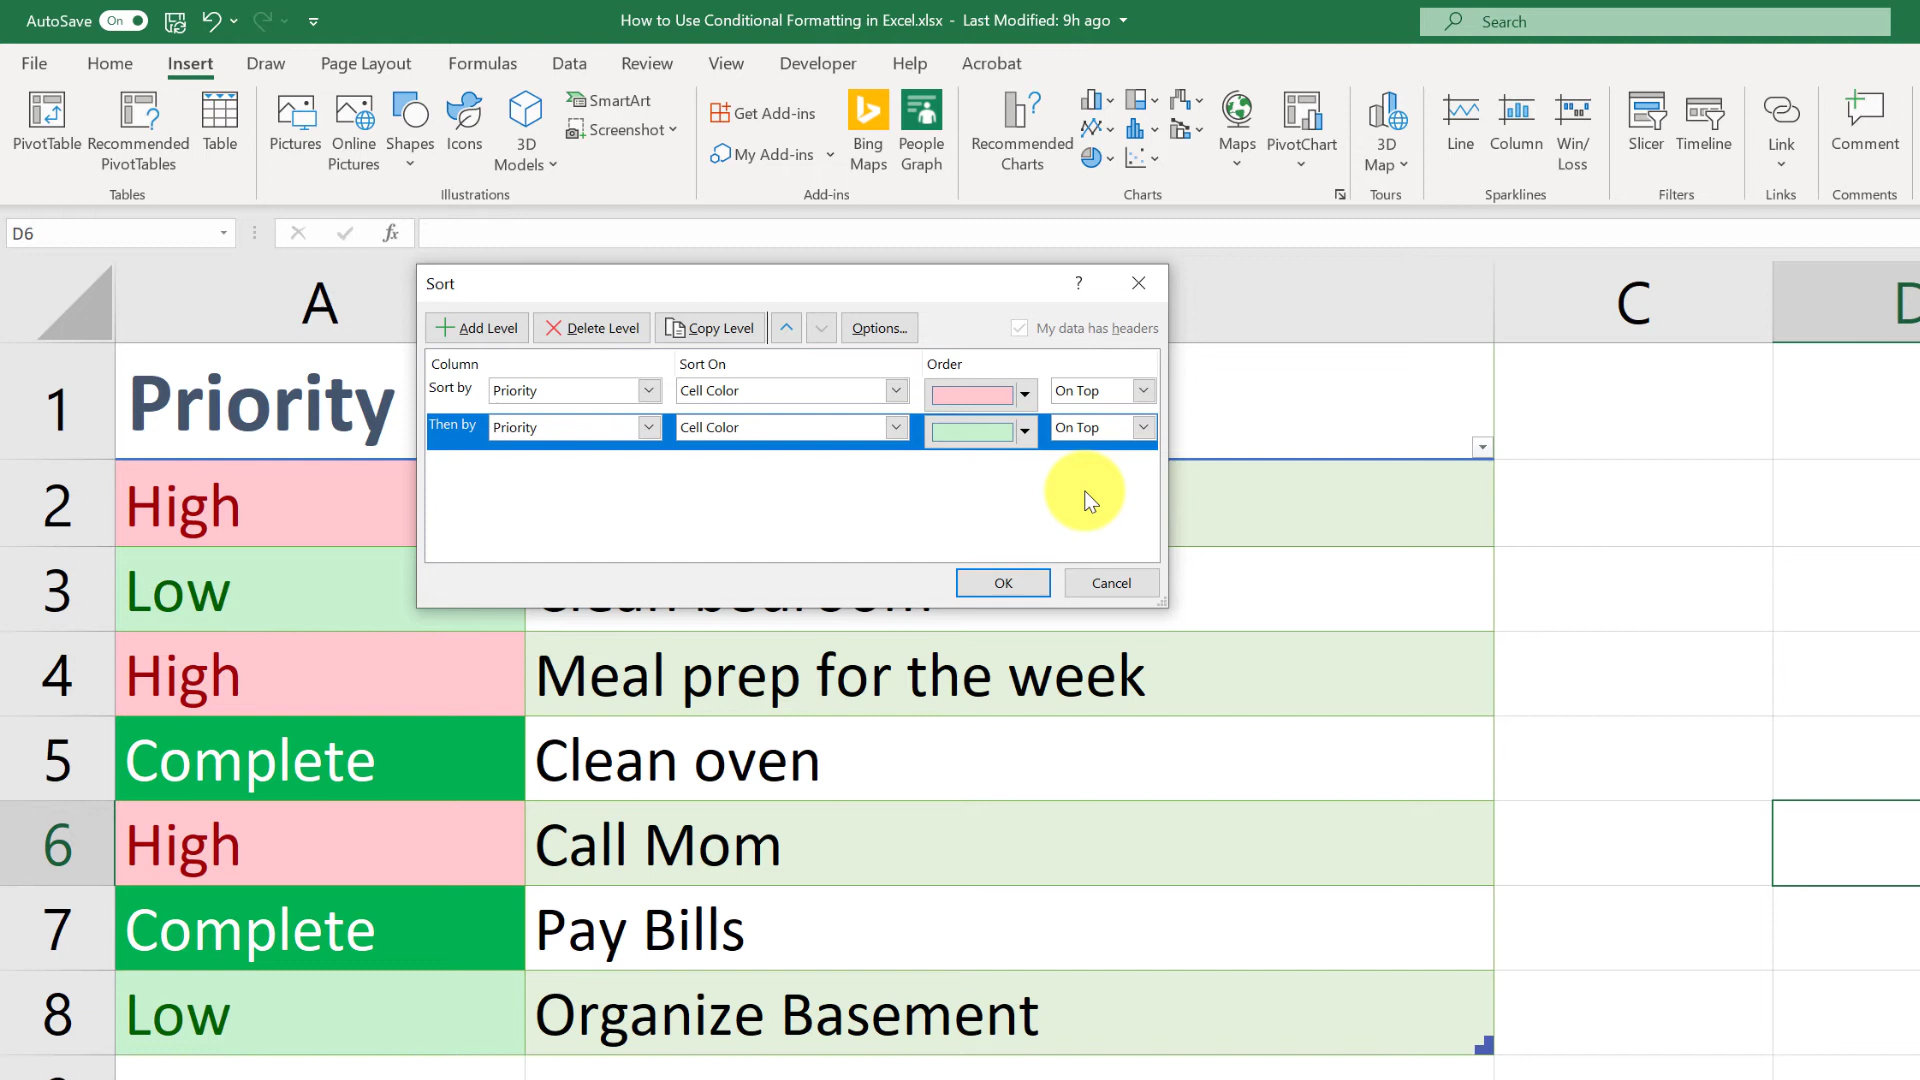 AutoSave On How to Use Conditional Formatting in Excel.xlsx - Last Modified: 9h ago Search
File Home Insert Draw Page Layout Formulas Data Review View Developer Help Acrobat
PivotTable Recommended PivotTables Table
Tables
Pictures Online Pictures Shapes Icons 3D Models SmartArt Screenshot
Illustrations
Get Add-ins My Add-ins Bing Maps People Graph
Add-ins
Recommended Charts Maps PivotChart
Charts
3D Map
Tours
Line Column Win/Loss
Sparklines
Slicer Timeline
Filters
Link
Links
Comment
Comments
D6 fx
Sort ?
Add Level Delete Level Copy Level Options... My data has headers
Column Sort On Order
Sort by Priority Cell Color On Top
Then by Priority Cell Color On Top
OK Cancel
A C D
1 Priority
2 High
3 Low Clean bedroom
4 High Meal prep for the week
5 Complete Clean oven
6 High Call Mom
7 Complete Pay Bills
8 Low Organize Basement